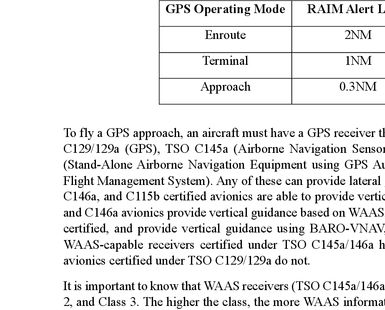 GPS Operating Mode RAIM Alert L
Enroute 2NM
Terminal 1NM
Approach 0.3NM
To fly a GPS approach, an aircraft must have a GPS receiver th
C129/129a (GPS), TSO C145a (Airborne Navigation Sensor
(Stand-Alone Airborne Navigation Equipment using GPS Au
Flight Management System). Any of these can provide lateral
C146a, and C115b certified avionics are able to provide vertic
and C146a avionics provide vertical guidance based on WAAS
certified, and provide vertical guidance using BARO-VNAV,
WAAS-capable receivers certified under TSO C145a/146a h
avionics certified under TSO C129/129a do not.
It is important to know that WAAS receivers (TSO C145a/146a
2, and Class 3. The higher the class, the more WAAS informat